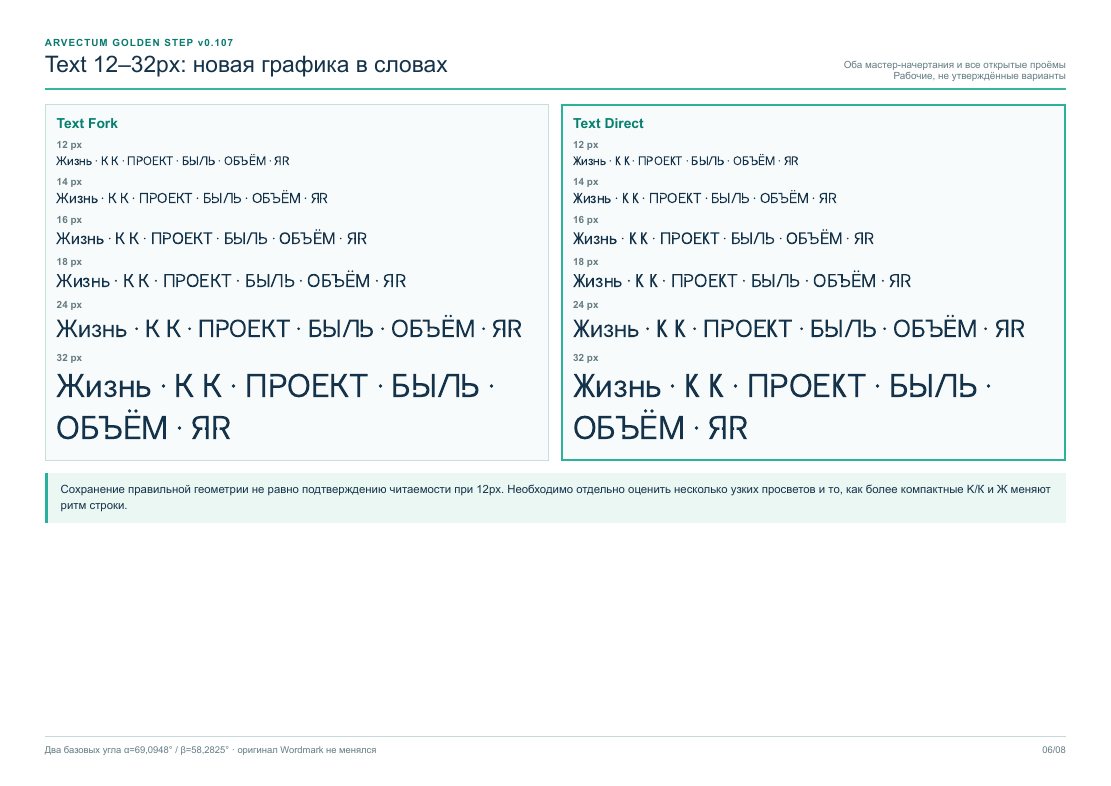 ARVECTUM GOLDEN STEP v0.107
Text 12–32px: новая графика в словах
Оба мастер-начертания и все открытые проёмы
Рабочие, не утверждённые варианты
Text Fork
12 px
Жизнь · K К · ПРОЕКТ · БЫЛЬ · ОБЪЁМ · ЯR
14 px
Жизнь · K К · ПРОЕКТ · БЫЛЬ · ОБЪЁМ · ЯR
16 px
Жизнь · K К · ПРОЕКТ · БЫЛЬ · ОБЪЁМ · ЯR
18 px
Жизнь · K К · ПРОЕКТ · БЫЛЬ · ОБЪЁМ · ЯR
24 px
Жизнь · K К · ПРОЕКТ · БЫЛЬ · ОБЪЁМ · ЯR
32 px
Жизнь · K К · ПРОЕКТ · БЫЛЬ ·
ОБЪЁМ · ЯR
Text Direct
12 px
Жизнь · K К · ПРОЕКТ · БЫЛЬ · ОБЪЁМ · ЯR
14 px
Жизнь · K К · ПРОЕКТ · БЫЛЬ · ОБЪЁМ · ЯR
16 px
Жизнь · K К · ПРОЕКТ · БЫЛЬ · ОБЪЁМ · ЯR
18 px
Жизнь · K К · ПРОЕКТ · БЫЛЬ · ОБЪЁМ · ЯR
24 px
Жизнь · K К · ПРОЕКТ · БЫЛЬ · ОБЪЁМ · ЯR
32 px
Жизнь · K К · ПРОЕКТ · БЫЛЬ ·
ОБЪЁМ · ЯR
Сохранение правильной геометрии не равно подтверждению читаемости при 12px. Необходимо отдельно оценить несколько узких просветов и то, как более компактные K/К и Ж меняют
ритм строки.
Два базовых угла α=69,0948° / β=58,2825° · оригинал Wordmark не менялся
06/08